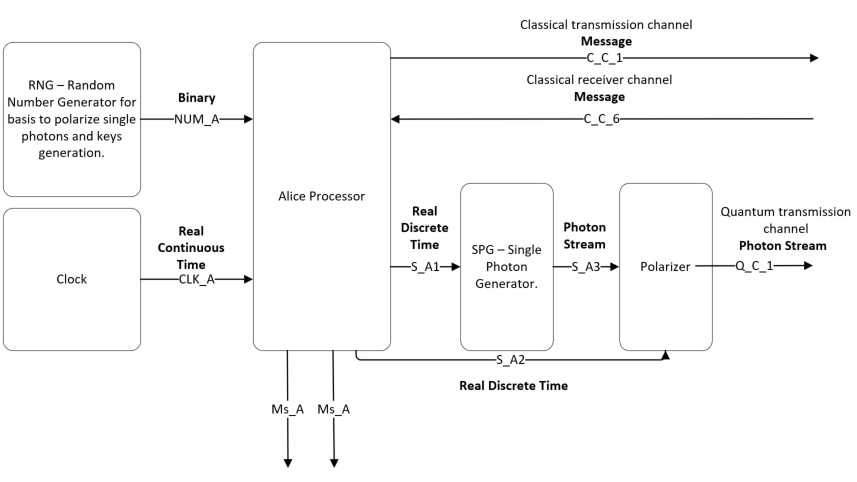 Classical transmission channel
Message
C_C_1
Classical receiver channel
Message
C_C_6
RNG – Random
Number Generator for
basis to polarize single
photons and keys
generation.
Binary
NUM_A
Alice Processor
Clock
Real
Continuous
Time
CLK_A
Real
Discrete
Time
S_A1
SPG – Single
Photon
Generator.
Photon
Stream
S_A3
Polarizer
Quantum transmission
channel
Photon Stream
Q_C_1
S_A2
Real Discrete Time
Ms_A
Ms_A